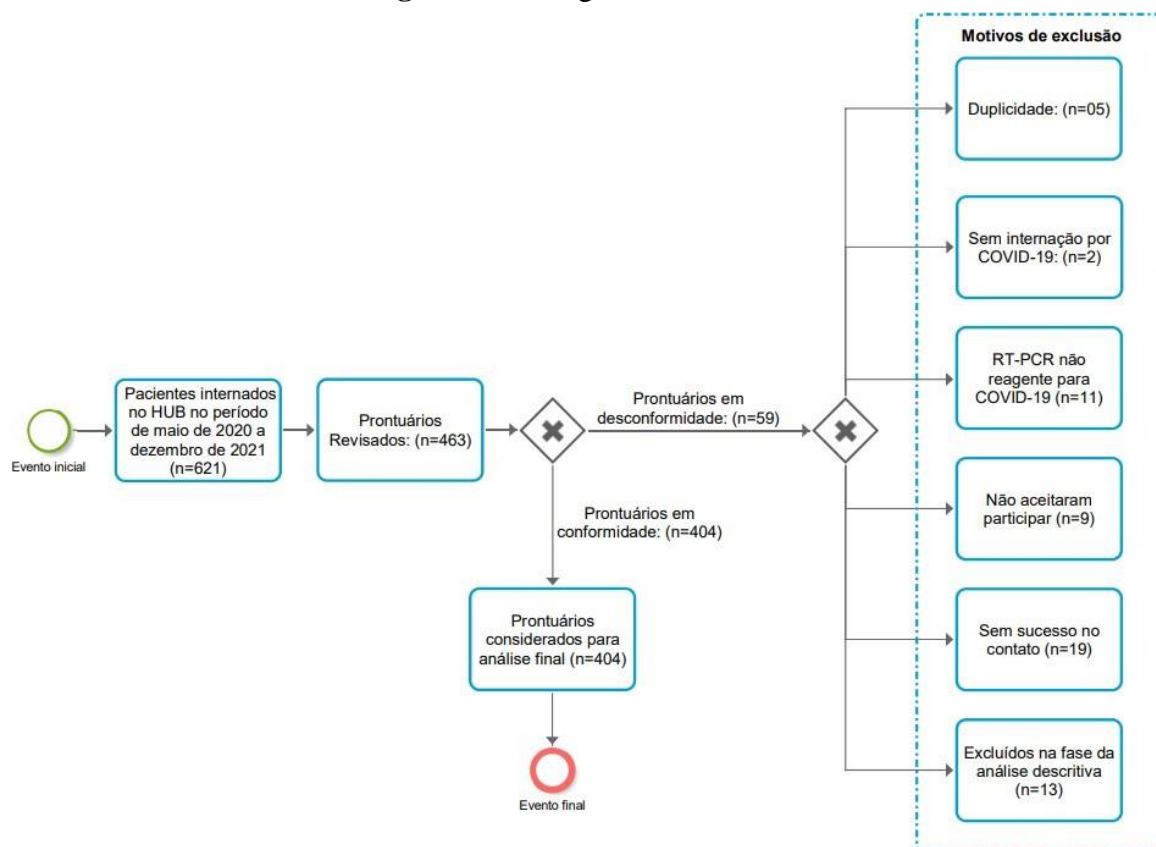 Motivos de exclusão
Duplicidade: (n=05)
Sem internação por
COVID-19: (n=2)
RT-PCR não
reagente para
COVID-19 (n=11)
Não aceitaram
participar (n=9)
Sem sucesso no
contato (n=19)
Excluídos na fase da
análise descritiva
(n=13)
Evento inicial
Pacientes internados
no HUB no período
de maio de 2020 a
dezembro de 2021
(n=621)
Prontuários
Revisados: (n=463)
Prontuários em
desconformidade: (n=59)
Prontuários em
conformidade: (n=404)
Prontuários
considerados para
análise final (n=404)
Evento final